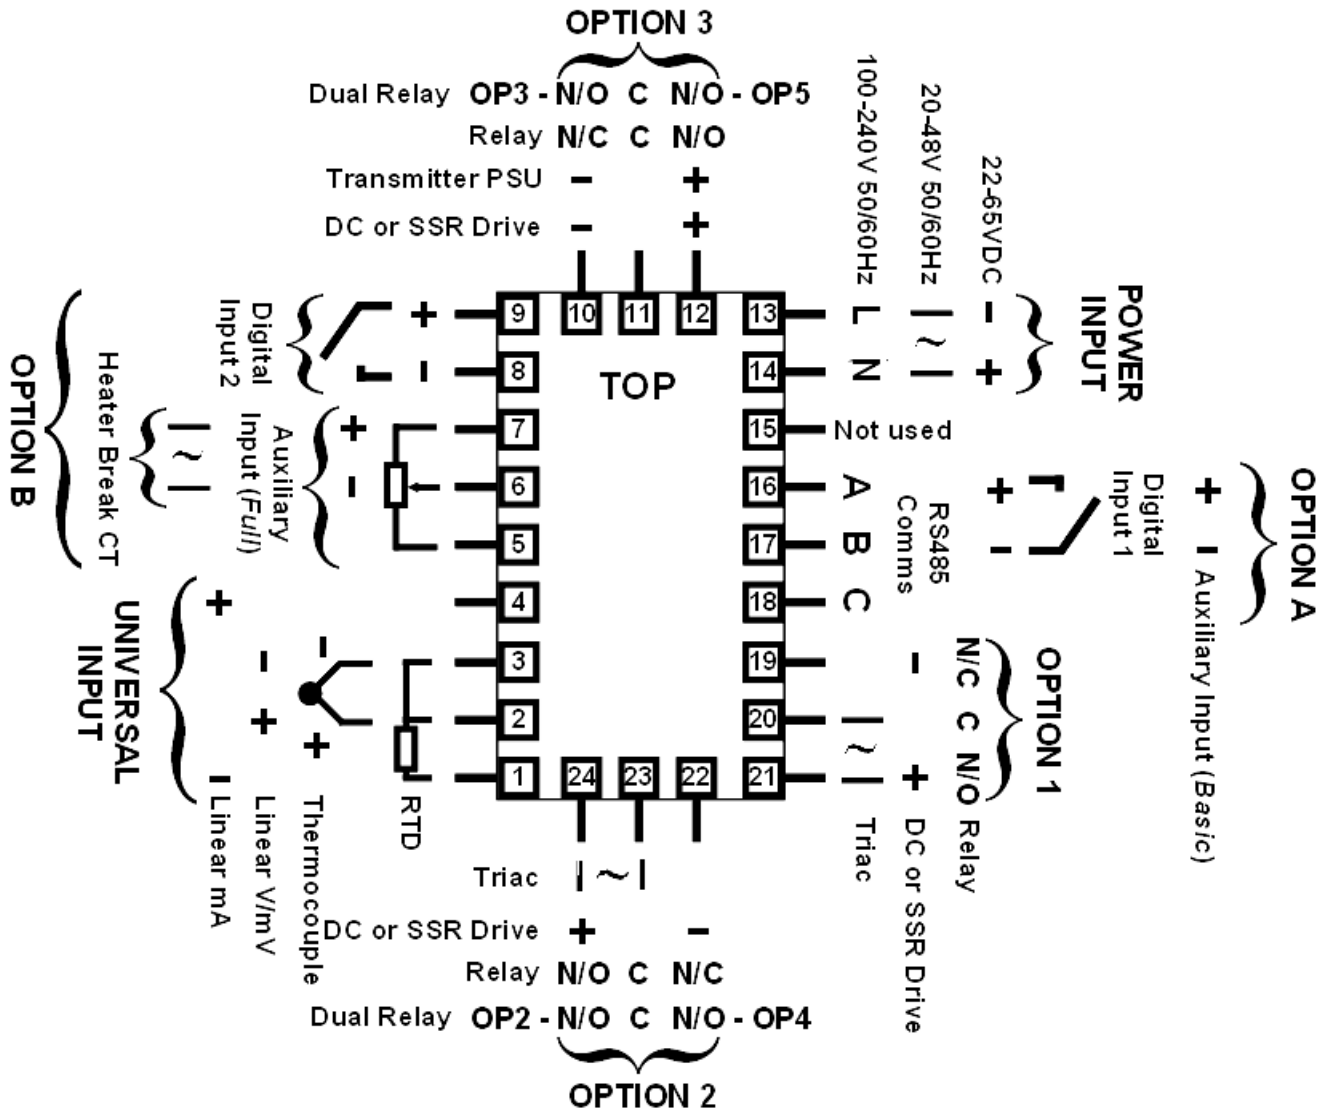 OPTION 3
Dual Relay OP3 - N/O C N/O - OP5
Relay N/C C N/O
Transmitter PSU - +
DC or SSR Drive - +
100-240V 50/60Hz
20-48V 50/60Hz
22-65VDC
L ~ -
N +
POWER
INPUT
OPTION B
Digital
Input 2
+
-
Heater Break CT
~
Auxiliary
Input (Full)
+
-
9
8
7
6
5
4
3
2
1
10 11 12
TOP
13
14
15 Not used
16 A
17 B
18 C
19
20
21
24 23 22
RS485
Comms
+
-
Digital
Input 1
+
- Auxiliary Input (Basic)
OPTION A
UNIVERSAL
INPUT
+
- Linear mA
-
+ Linear V/mV
-
+ Thermocouple
RTD
~ Triac
- + DC or SSR Drive
N/C C N/O Relay
OPTION 1
Triac ~
DC or SSR Drive + -
Relay N/O C N/C
Dual Relay OP2 - N/O C N/O - OP4
OPTION 2